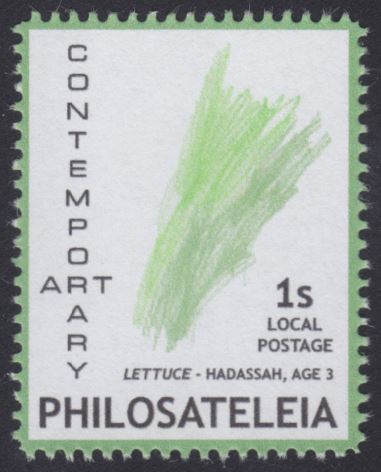 CONTEMPORARY
ART
1s
LOCAL
POSTAGE
LETTUCE - HADASSAH, AGE 3
PHILOSATELEIA